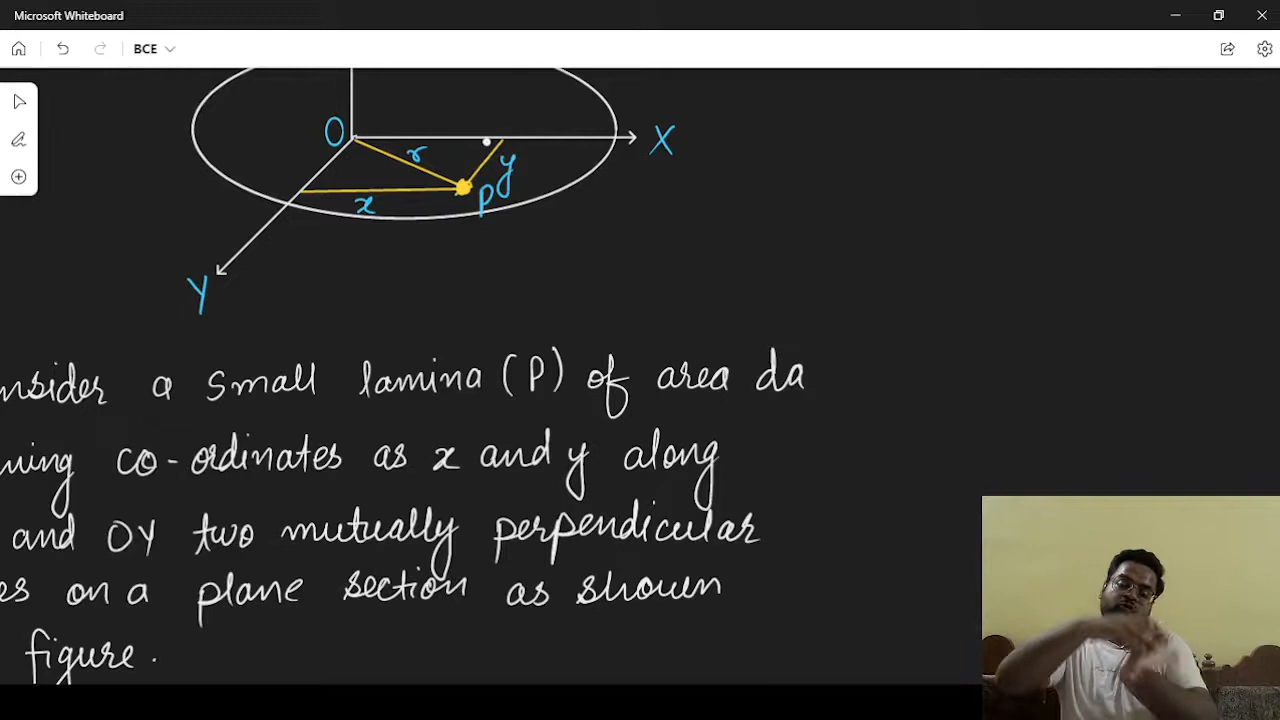 Microsoft Whiteboard
BCE
O
X
r
y
P
x
Y
nsider a small lamina (P) of area da
ning co-ordinates as x and y along
and OY two mutually perpendicular
es on a plane section as shown
figure.